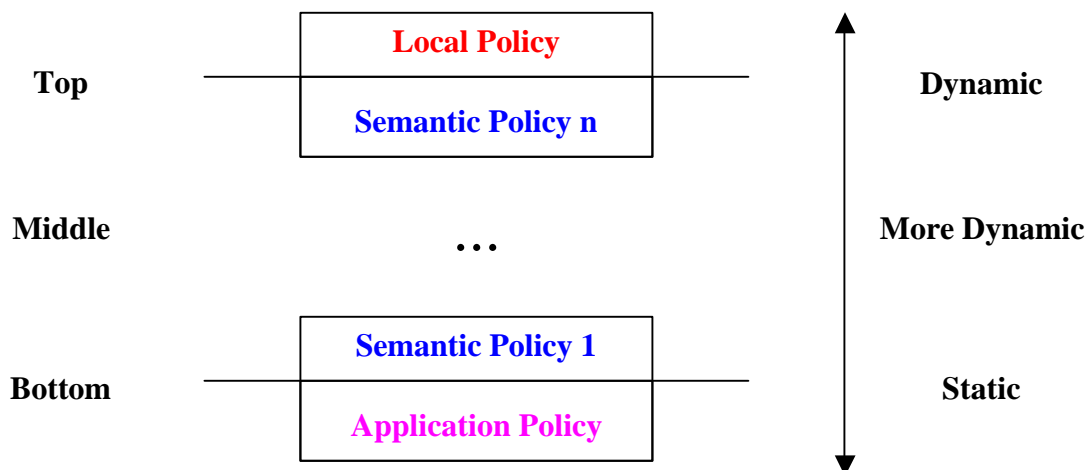 Local Policy
Top
Dynamic
Semantic Policy n
Middle
...
More Dynamic
Semantic Policy 1
Bottom
Static
Application Policy